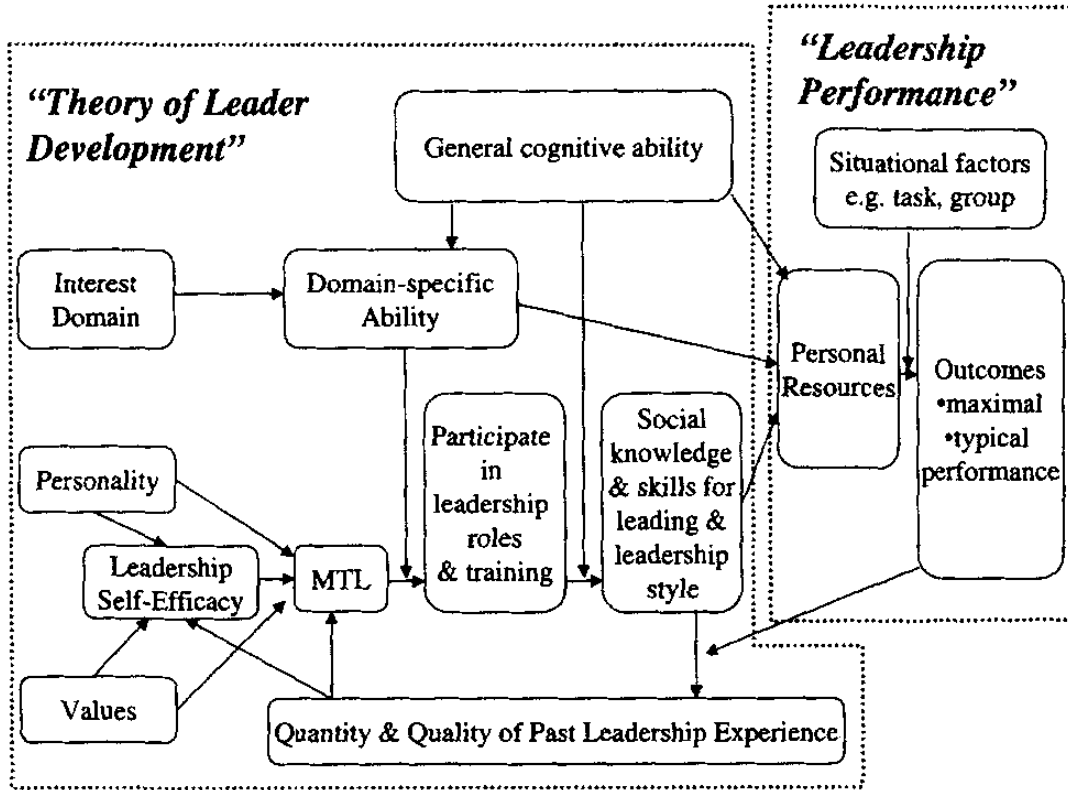 “Theory of Leader
Development”
General cognitive ability
“Leadership
Performance”
Situational factors
e.g. task, group
Interest
Domain
Domain-specific
Ability
Personal
Resources
Outcomes
•maximal
•typical
performance
Participate
in
leadership
roles
& training
Social
knowledge
& skills for
leading &
leadership
style
Personality
Leadership
Self-Efficacy
MTL
Values
Quantity & Quality of Past Leadership Experience